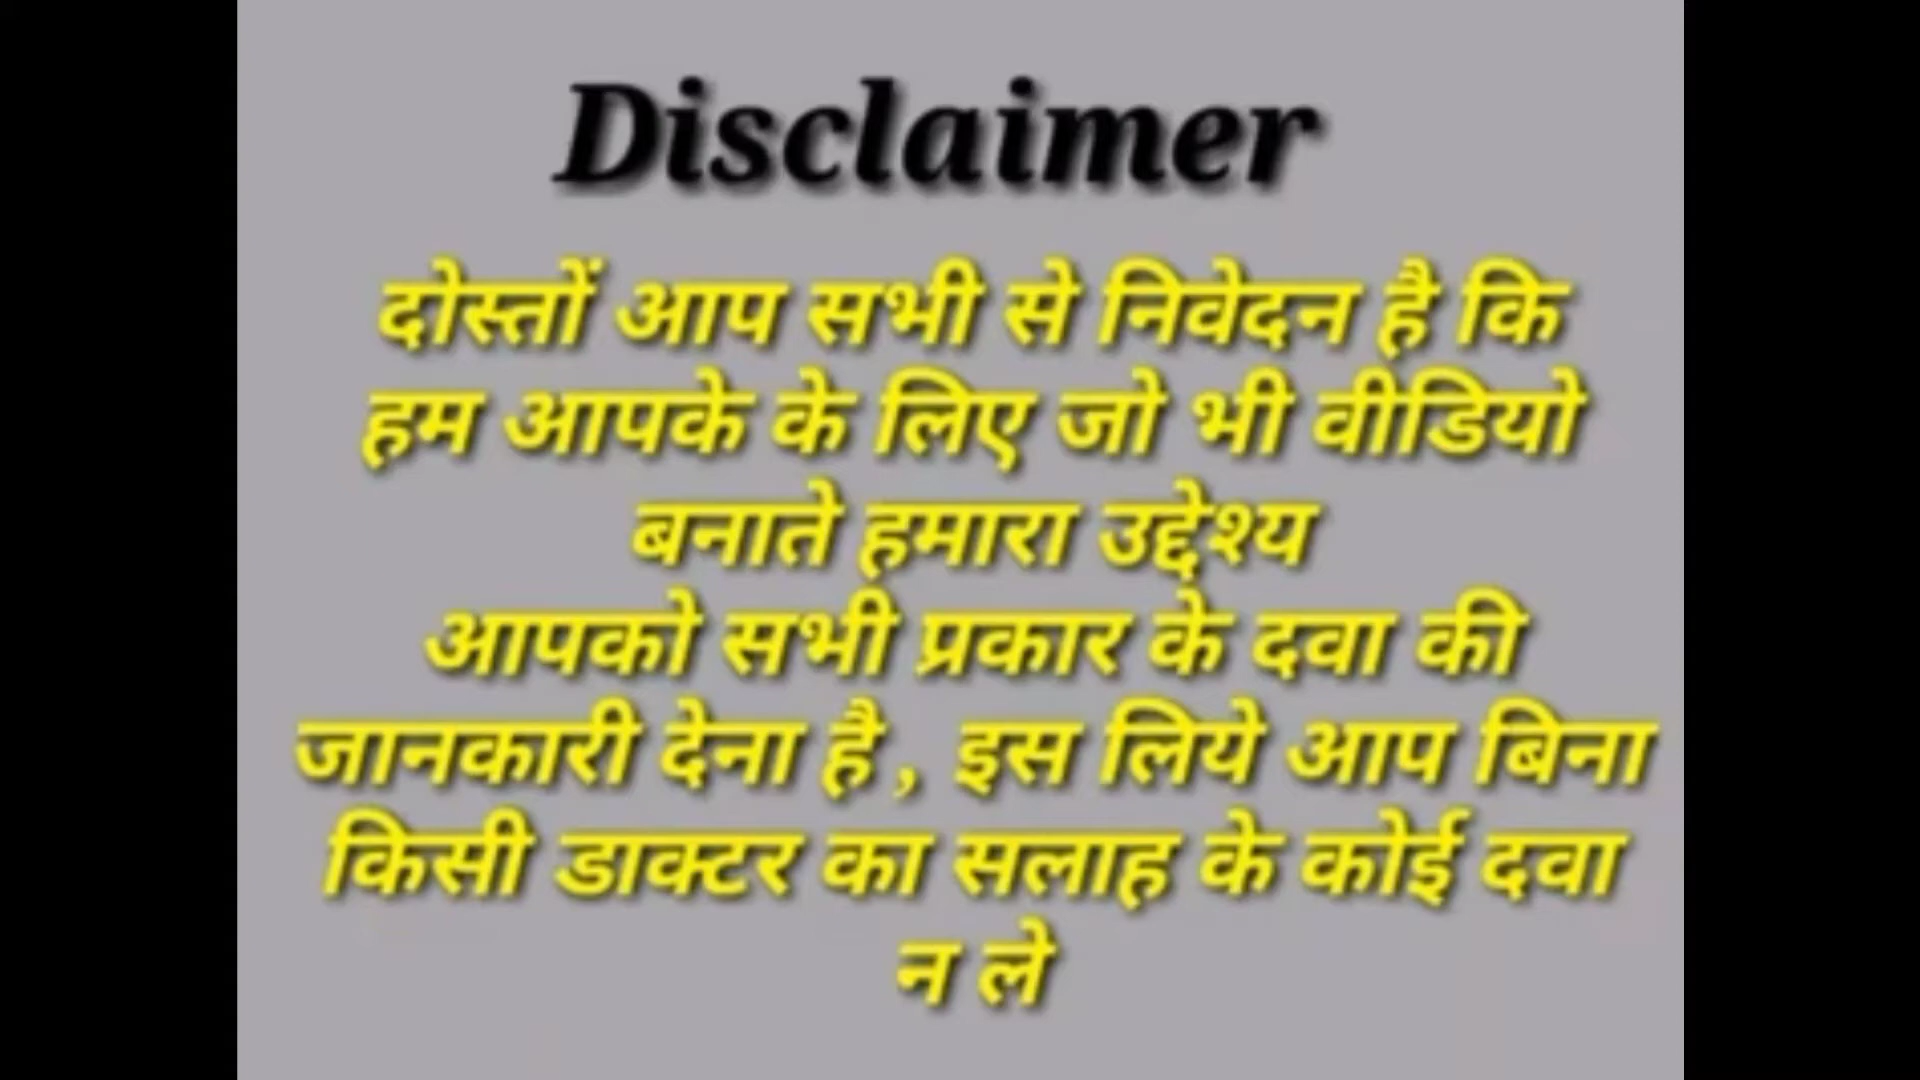 Disclaimer
दोस्तों आप सभी से निवेदन है कि
हम आपके के लिए जो भी वीडियो
बनाते हमारा उद्देश्य
आपको सभी प्रकार के दवा की
जानकारी देना है , इस लिये आप बिना
किसी डाक्टर का सलाह के कोई दवा
न ले